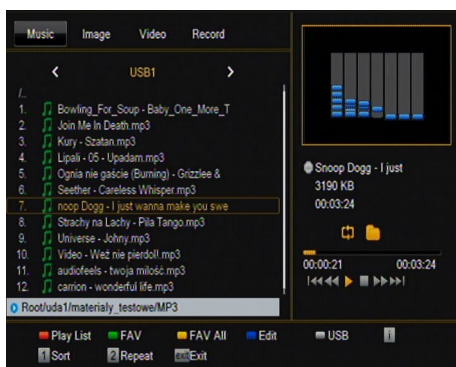 Music Image Video Record
USB1
/..
1. Bowling_For_Soup - Baby_One_More_T
2. Join Me In Death.mp3
3. Kury - Szatan.mp3
4. Lipali - 05 - Upadam.mp3
5. Ognia nie gaście (Burning) - Grizzlee &
6. Seether - Careless Whisper.mp3
7. noop Dogg - I just wanna make you swe
8. Strachy na Lachy - Pila Tango.mp3
9. Universe - Johny.mp3
10. Video - Weź nie pierdol!.mp3
11. audiofeels - twoja milość.mp3
12. carrion - wonderful life.mp3
Root/uda1/materialy_testowe/MP3
Snoop Dogg - I just
3190 KB
00:03:24
00:00:21 00:03:24
Play List FAV FAV All Edit USB i
1 Sort 2 Repeat exit Exit